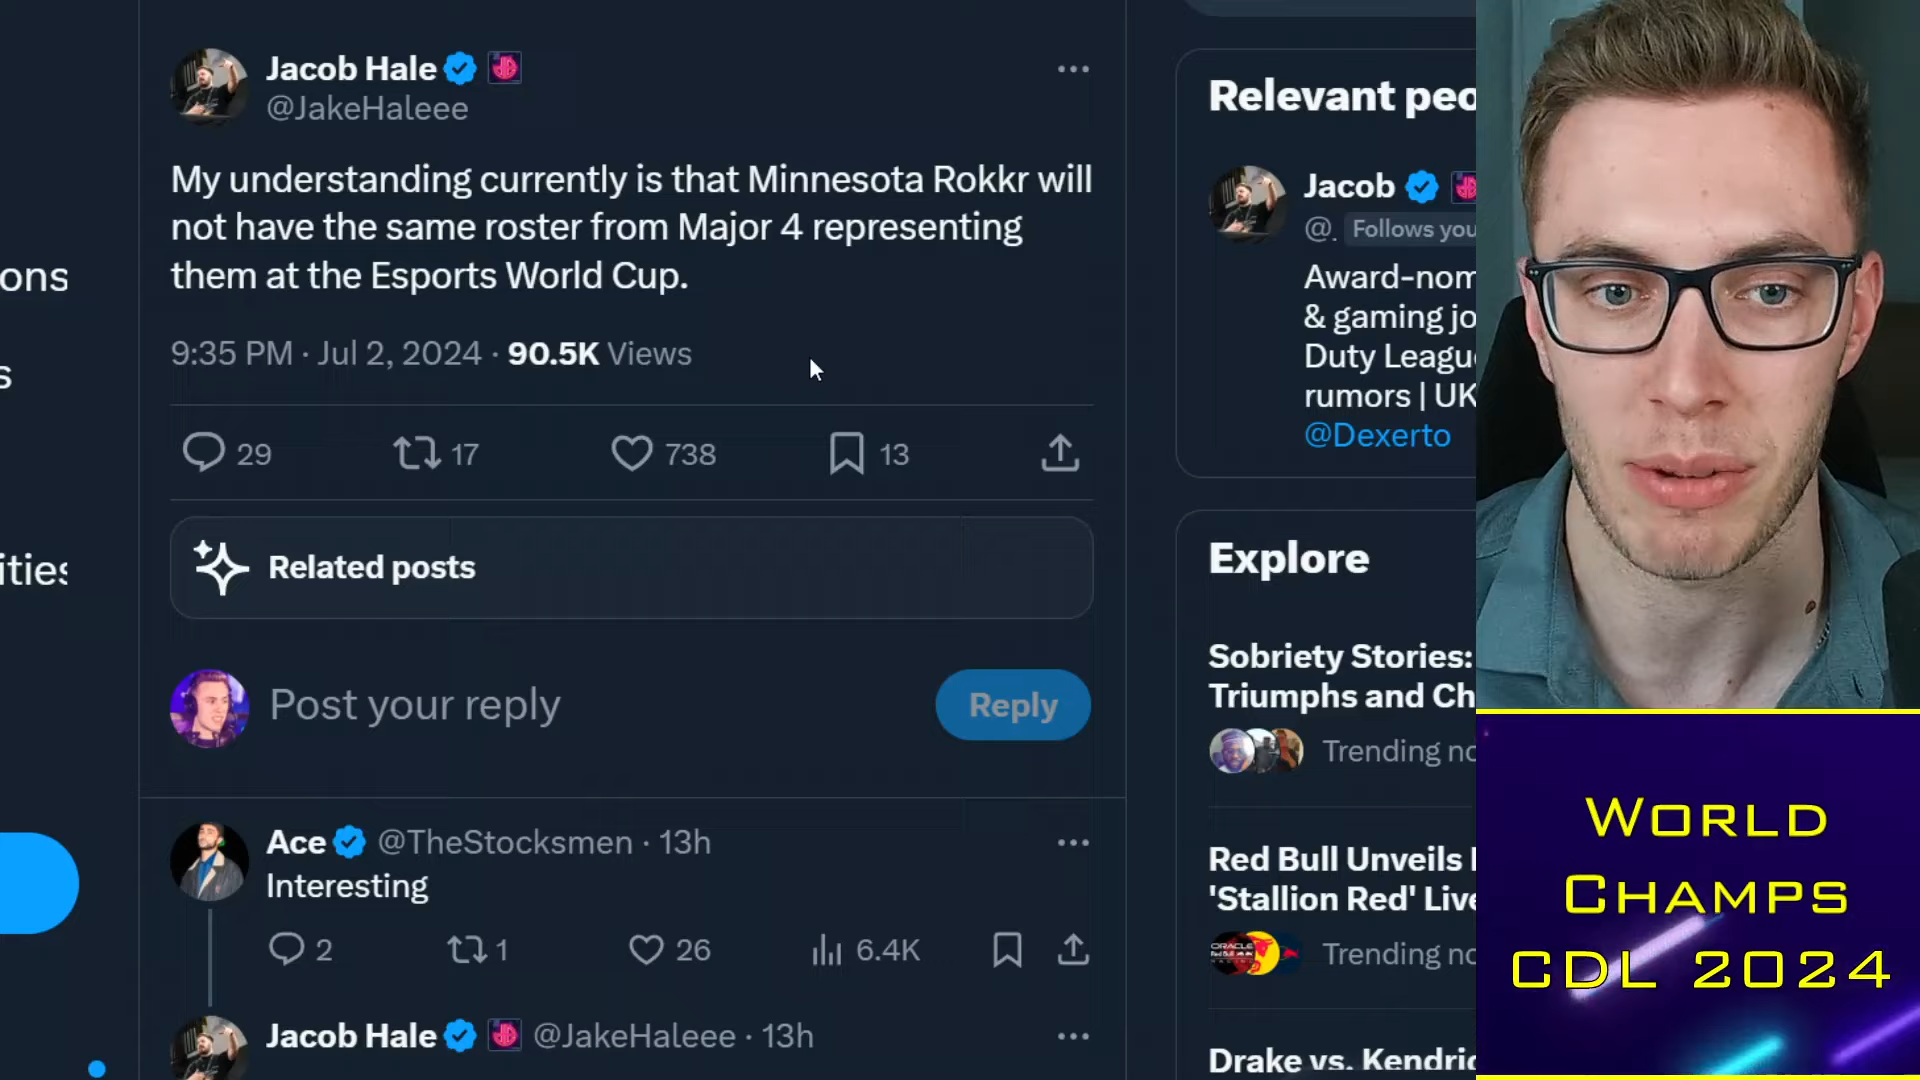 ons
s
ities
Jacob Hale
@JakeHaleee
My understanding currently is that Minnesota Rokkr will
not have the same roster from Major 4 representing
them at the Esports World Cup.
9:35 PM · Jul 2, 2024 · 90.5K Views
29 17 738 13
Related posts
Post your reply
Reply
Ace @TheStocksmen · 13h
Interesting
2 1 26 6.4K
Jacob Hale @JakeHaleee · 13h
Relevant peo
Jacob
@. Follows you
Award-nom
& gaming jo
Duty League
rumors | UK
@Dexerto
Explore
Sobriety Stories:
Triumphs and Ch
Trending no
Red Bull Unveils
'Stallion Red' Live
ORACLE
Trending no
Drake vs. Kendric
WORLD
CHAMPS
CDL 2024